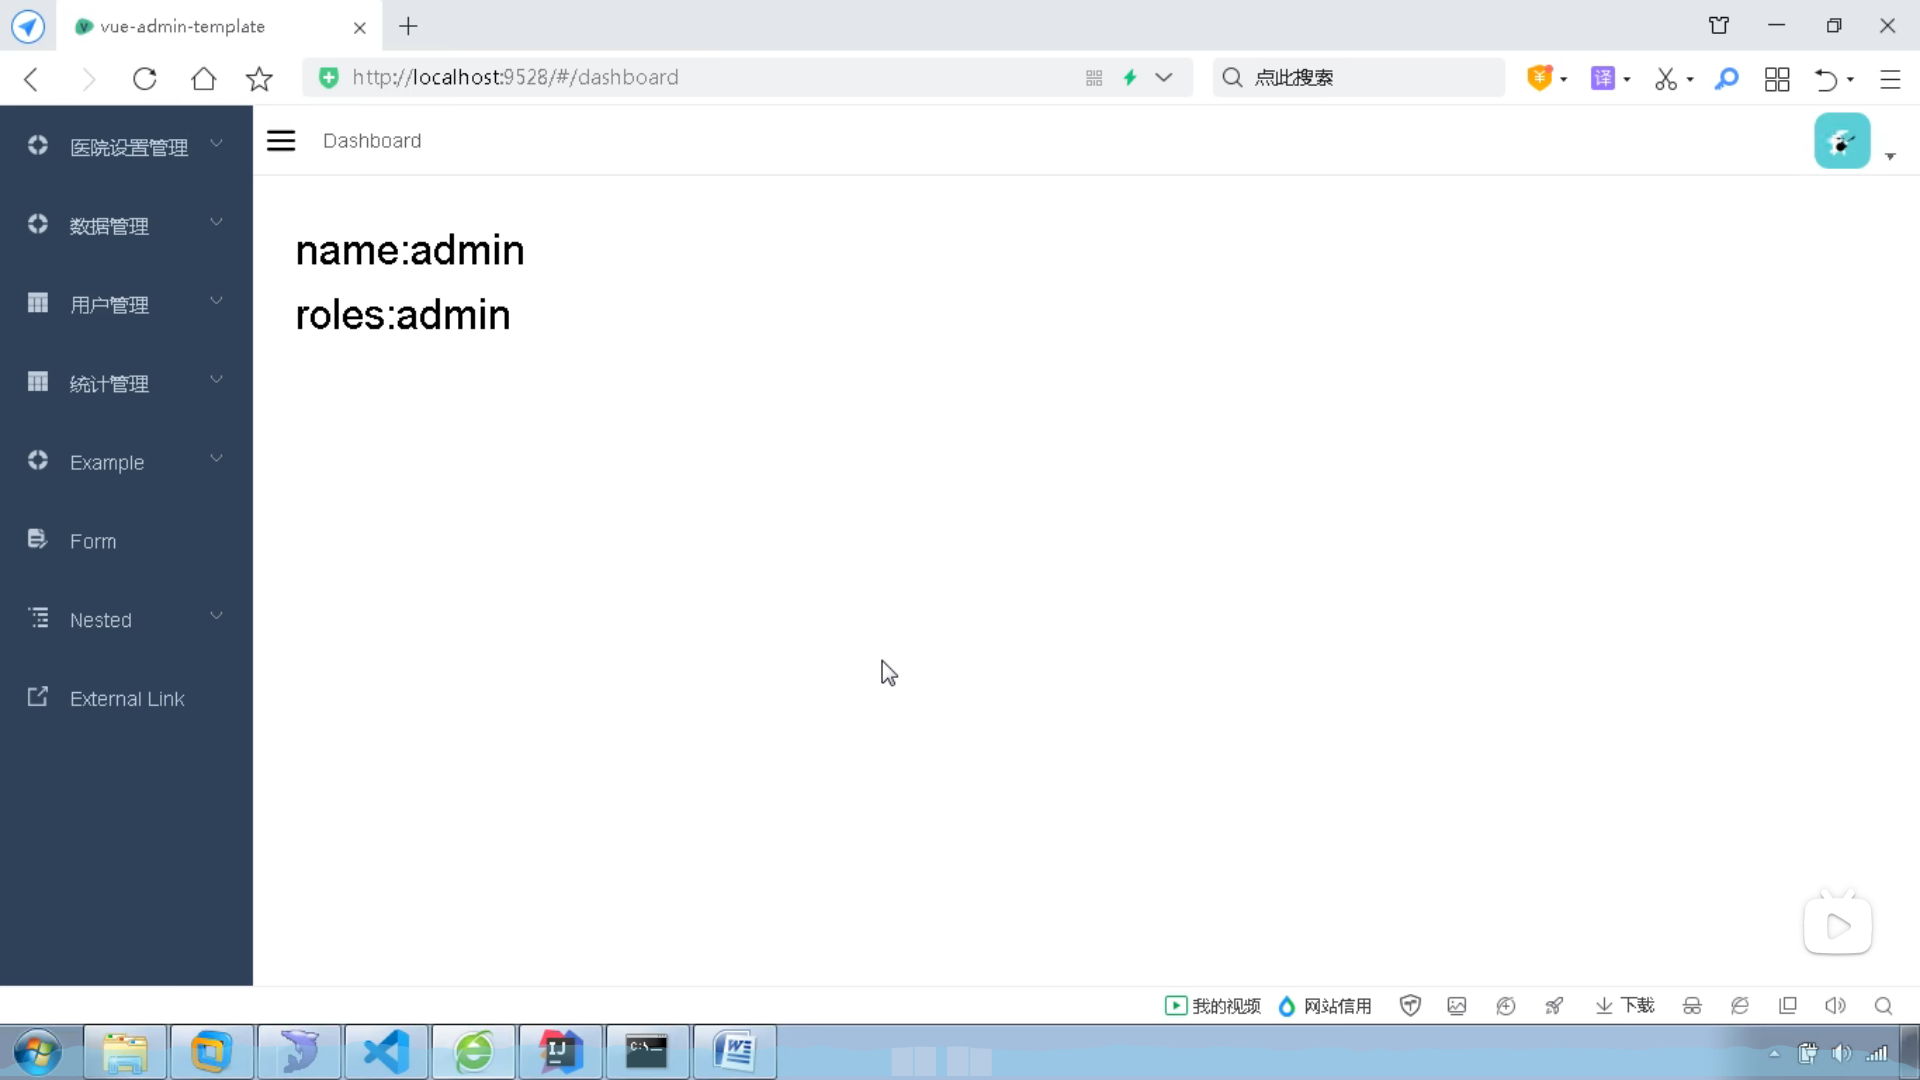 vue-admin-template
http://localhost:9528/#/dashboard
点此搜索
译
医院设置管理
Dashboard
数据管理
name:admin
用户管理
roles:admin
统计管理
Example
Form
Nested
External Link
我的视频
网站信用
下载